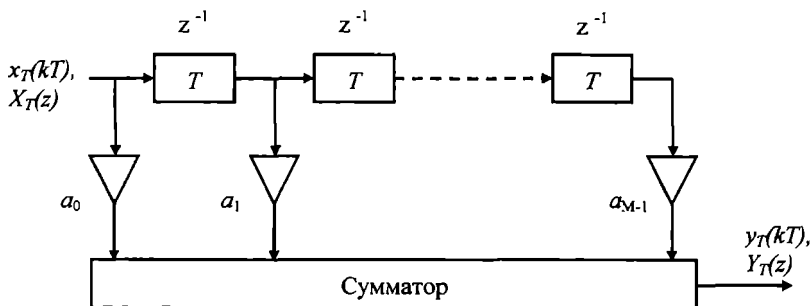 z⁻¹ z⁻¹ z⁻¹
x_T(kT),
X_T(z)
T T T
a₀ a₁ a_{M-1}
y_T(kT),
Y_T(z)
Сумматор